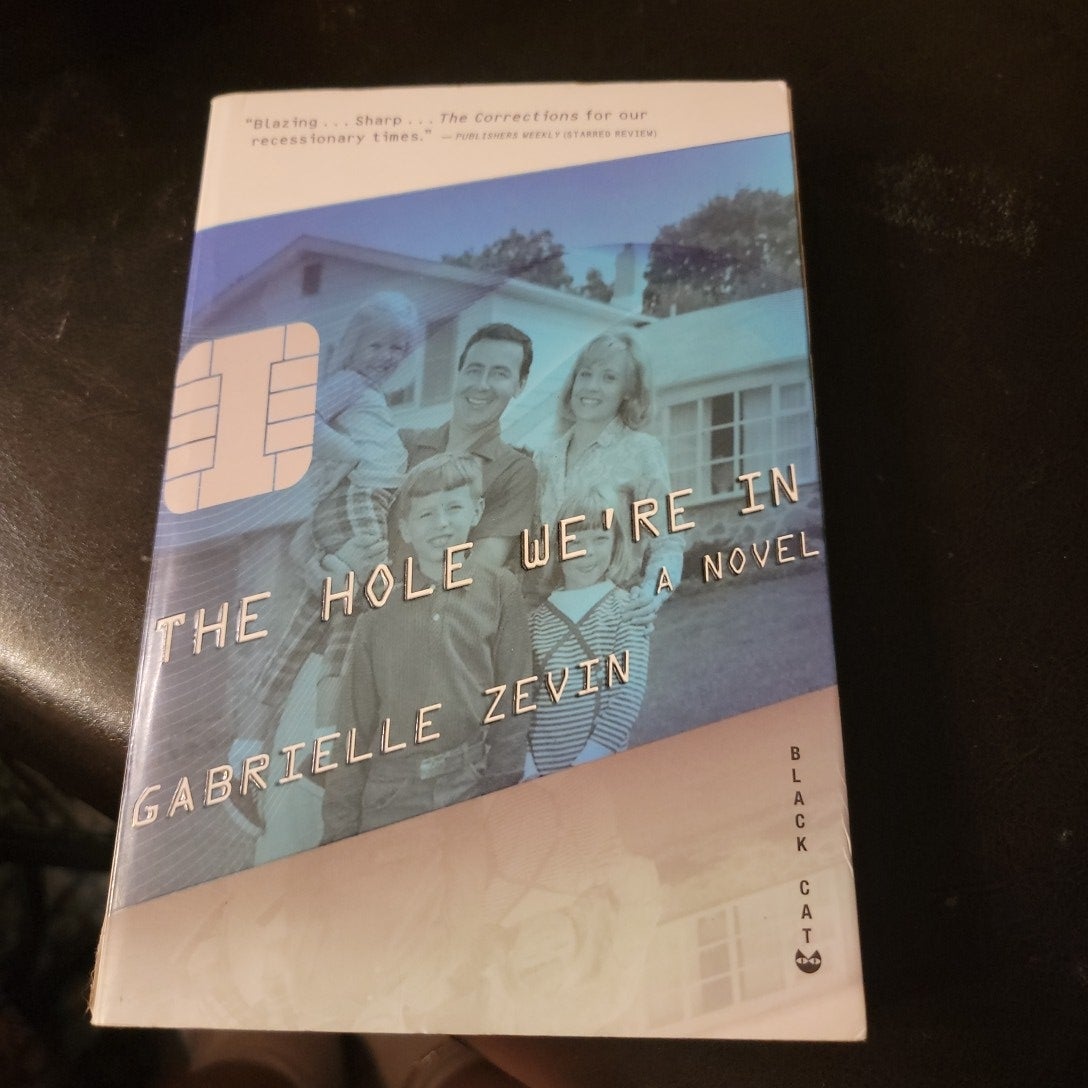 "Blazing . . . Sharp . . . The Corrections for our
recessionary times." — PUBLISHERS WEEKLY (STARRED REVIEW)
THE HOLE WE'RE IN
A NOVEL
GABRIELLE ZEVIN
BLACK CAT